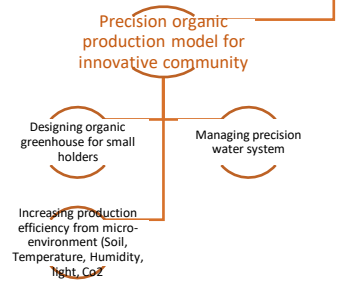 Precision organic
production model for
innovative community
Designing organic
greenhouse for small
holders
Managing precision
water system
Increasing production
efficiency from micro-
environment (Soil,
Temperature, Humidity,
light, Co2